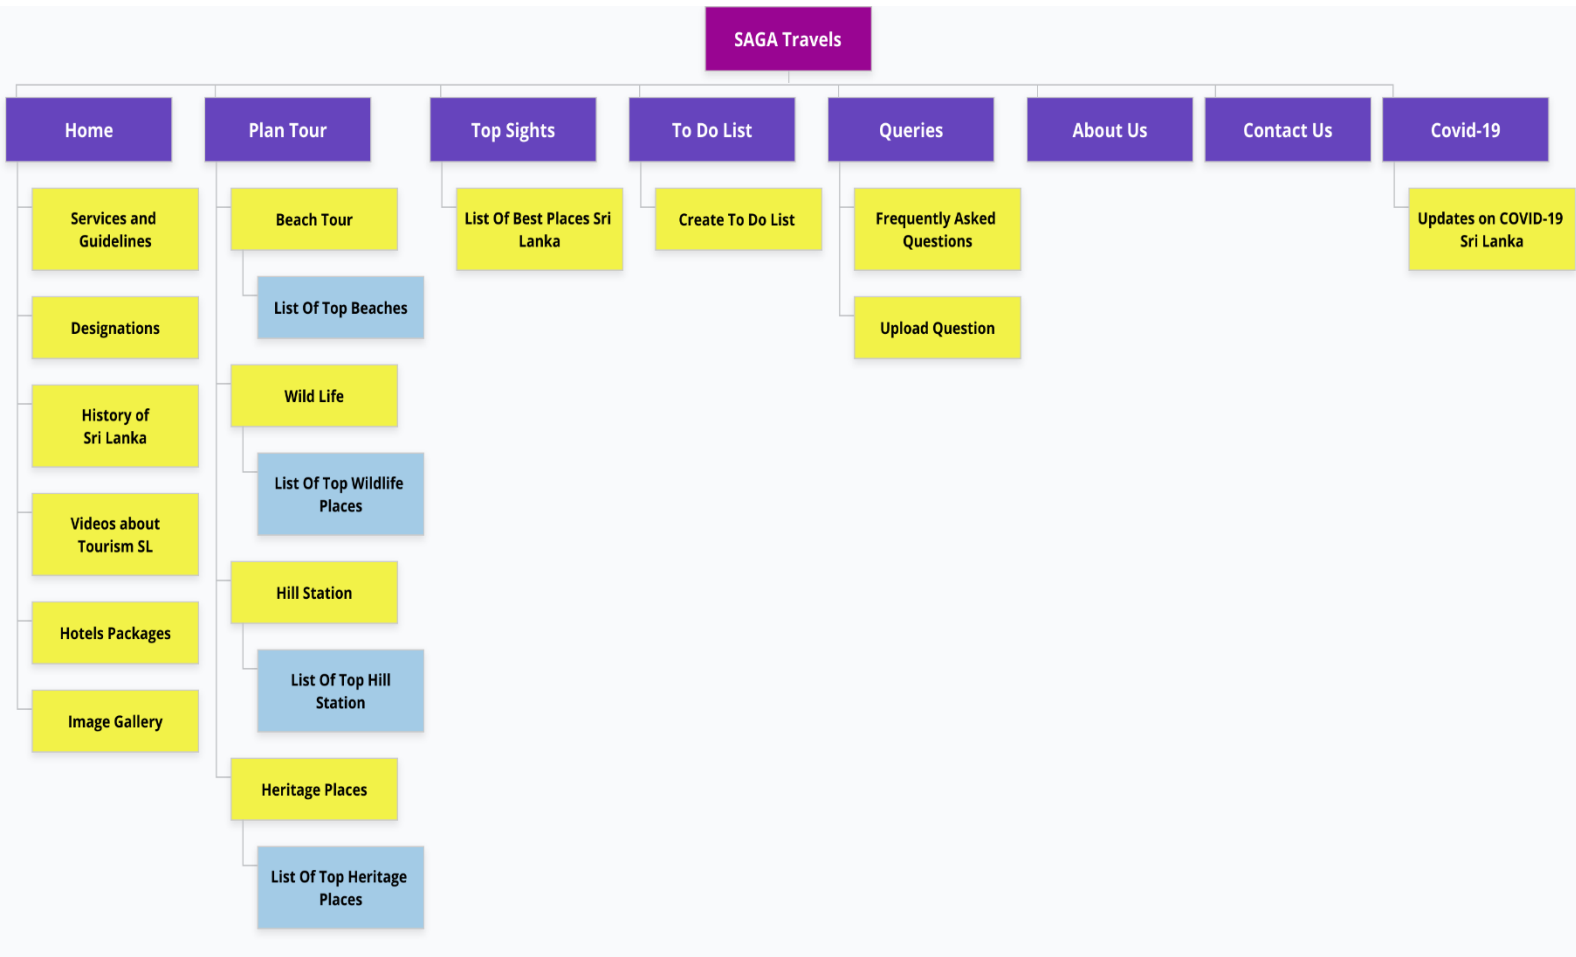 SAGA Travels
Home
Plan Tour
Top Sights
To Do List
Queries
About Us
Contact Us
Covid-19
Services and
Guidelines
Designations
History of
Sri Lanka
Videos about
Tourism SL
Hotels Packages
Image Gallery
Beach Tour
List Of Top Beaches
Wild Life
List Of Top Wildlife
Places
Hill Station
List Of Top Hill
Station
Heritage Places
List Of Top Heritage
Places
List Of Best Places Sri
Lanka
Create To Do List
Frequently Asked
Questions
Upload Question
Updates on COVID-19
Sri Lanka